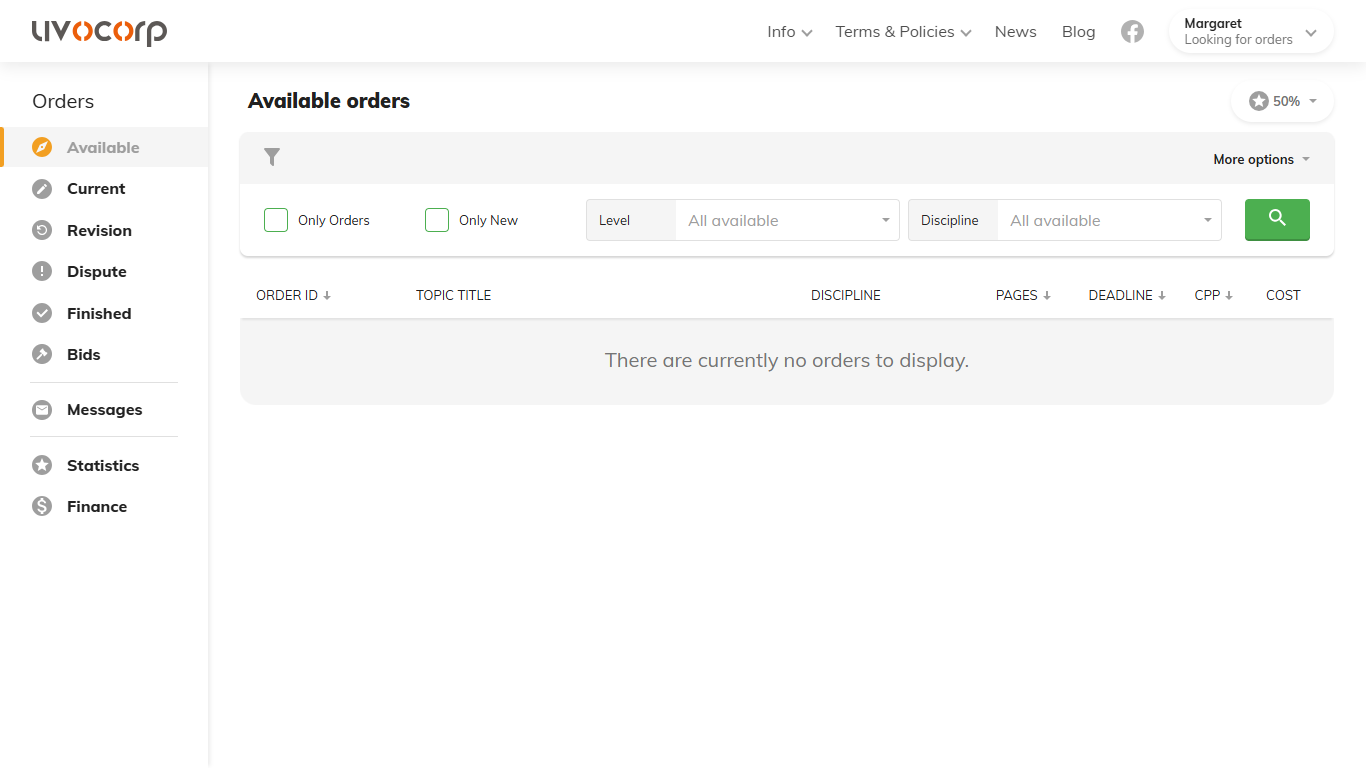 uvocorp
Info
Terms & Policies
News
Blog
Margaret
Looking for orders
Orders
Available
Current
Revision
Dispute
Finished
Bids
Messages
Statistics
Finance
Available orders
50%
More options
Only Orders
Only New
Level
All available
Discipline
All available
ORDER ID
TOPIC TITLE
DISCIPLINE
PAGES
DEADLINE
CPP
COST
There are currently no orders to display.